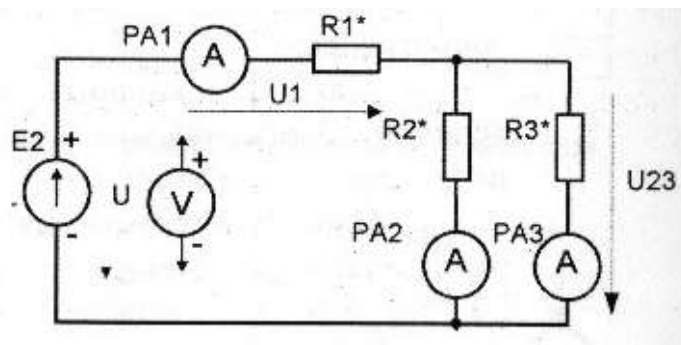 PA1 A R1*
U1
R2* R3*
E2 + + U23
- U V
- -
PA2 PA3
A A